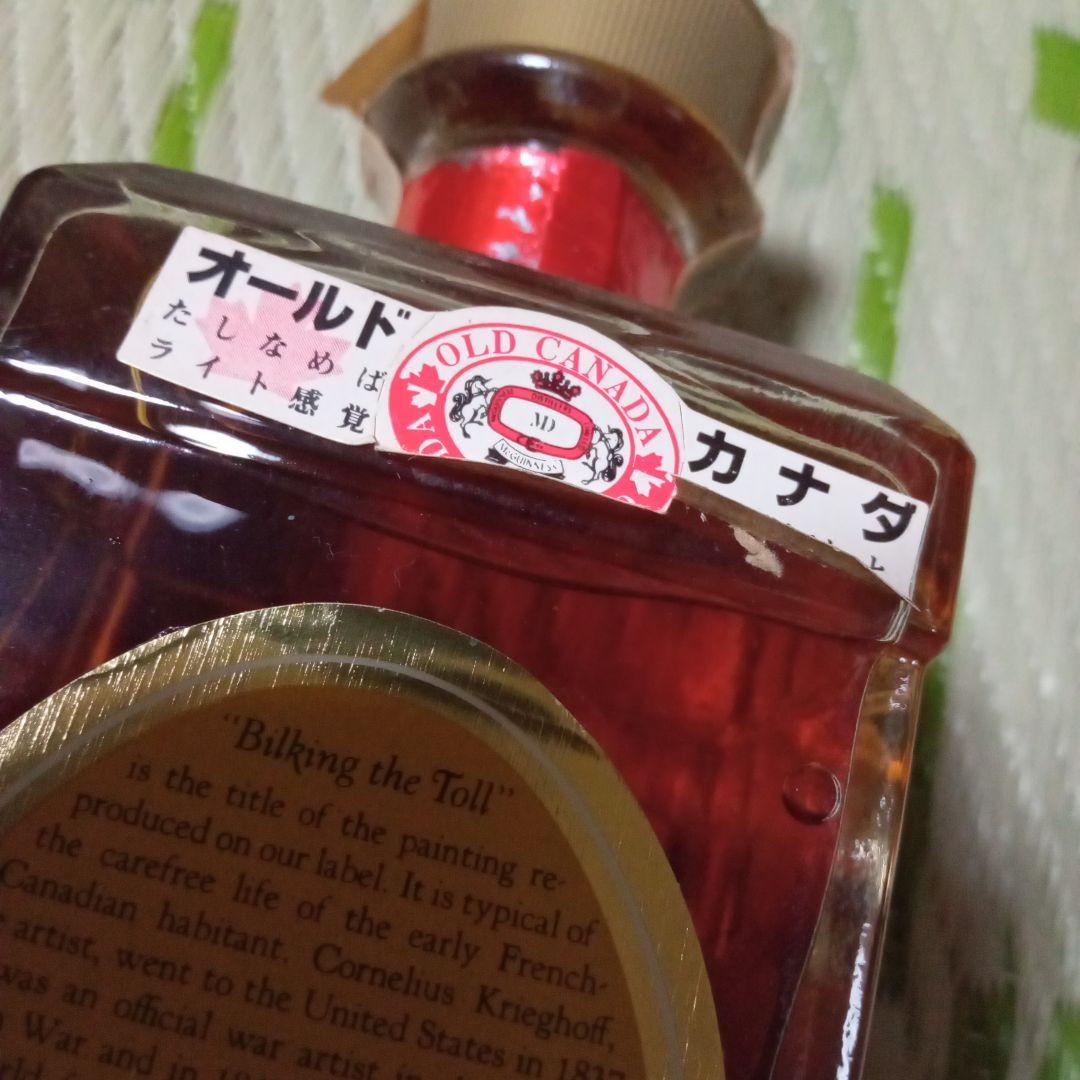 オールド
たしなめば
ライト感覚
OLD CANADA
MD
McGUINNESS
カナダ
"Bilking the Toll"
is the title of the painting re-
produced on our label. It is typical of
the carefree life of the early French-
Canadian habitant. Cornelius Krieghoff,
artist, went to the United States in 1837
was an official war artist in
War and in